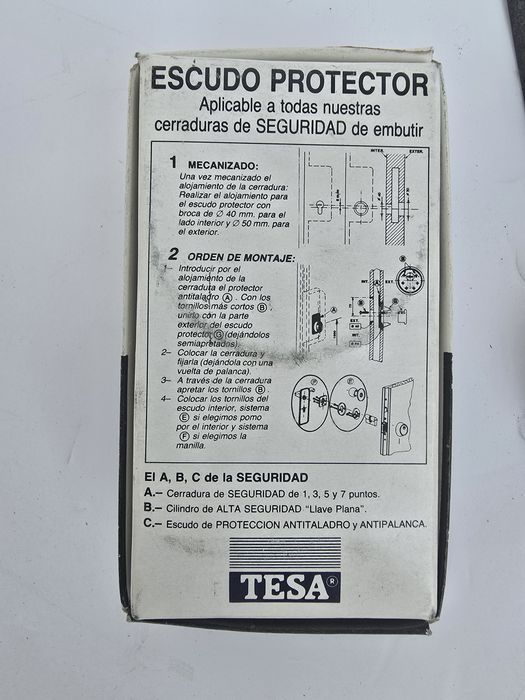 ESCUDO PROTECTOR
Aplicable a todas nuestras
cerraduras de SEGURIDAD de embutir
1 MECANIZADO:
Una vez mecanizado el
alojamiento de la cerradura:
Realizar el alojamiento para
el escudo protector con
broca de ∅ 40 mm. para el
lado interior y ∅ 50 mm. para
el exterior.
INTER. EXTER.
2 ORDEN DE MONTAJE:
1– Introducir por el
alojamiento de la
cerradura el protector
antitaladro Ⓐ. Con los
tornillos más cortos Ⓑ,
unirlo con la parte
exterior del escudo
protector Ⓖ (dejándolos
semiapretados).
2– Colocar la cerradura y
fijarla (dejándola con una
vuelta de palanca).
3– A través de la cerradura
apretar los tornillos Ⓑ.
4– Colocar los tornillos del
escudo interior, sistema
Ⓔ si elegimos pomo
por el interior y sistema
Ⓕ si elegimos la
manilla.
INT. EXT.
El A, B, C de la SEGURIDAD
A.– Cerradura de SEGURIDAD de 1, 3, 5 y 7 puntos.
B.– Cilindro de ALTA SEGURIDAD "Llave Plana".
C.– Escudo de PROTECCION ANTITALADRO y ANTIPALANCA.
TESA®